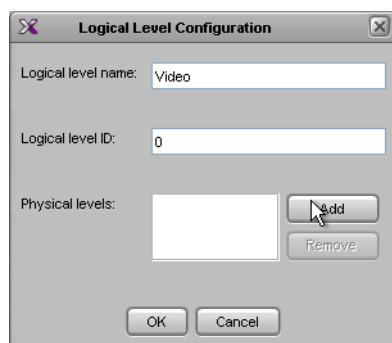 Logical Level Configuration
Logical level name: Video
Logical level ID: 0
Physical levels:
Add
Remove
OK Cancel